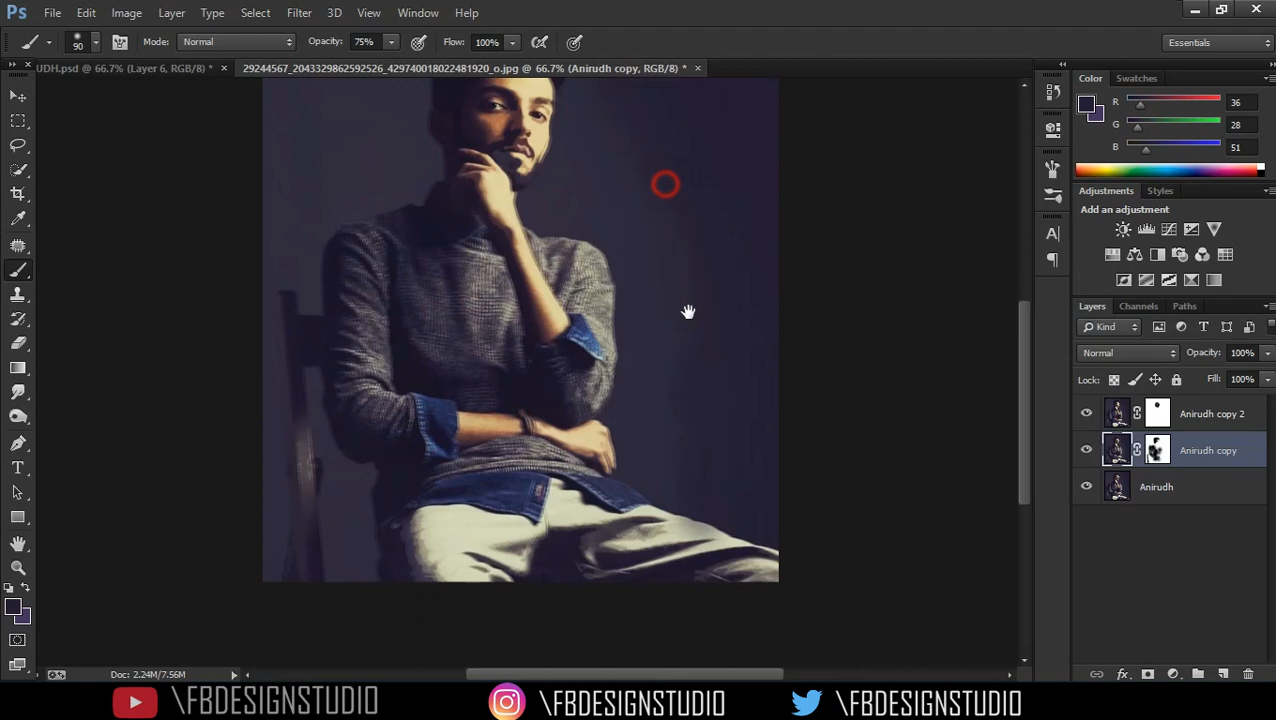 Ps File Edit Image Layer Type Select Filter 3D View Window Help
90 Mode: Normal Opacity: 75% Flow: 100% Essentials
UDH.psd @ 66.7% (Layer 6, RGB/8) * × 29244567_2043329862592526_429740018022481920_o.jpg @ 66.7% (Anirudh copy, RGB/8) * ×
Color Swatches
R 36
G 28
B 51
Adjustments Styles
Add an adjustment
Layers Channels Paths
Kind
Normal Opacity: 100%
Lock: Fill: 100%
Anirudh copy 2
Anirudh copy
Anirudh
Doc: 2.24M/7.56M
\FBDESIGNSTUDIO \FBDESIGNSTUDIO \FBDESIGNSTUDIO